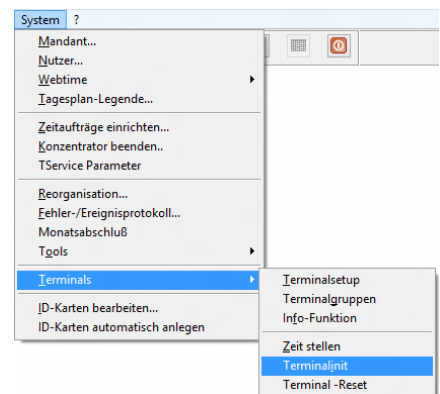 System ?
Mandant...
Nutzer...
Webtime
Tagesplan-Legende...
Zeitaufträge einrichten...
Konzentrator beenden..
TService Parameter
Reorganisation...
Fehler-/Ereignisprotokoll...
Monatsabschluß
Tools
Terminals
ID-Karten bearbeiten...
ID-Karten automatisch anlegen
Terminalsetup
Terminalgruppen
Info-Funktion
Zeit stellen
Terminalinit
Terminal -Reset